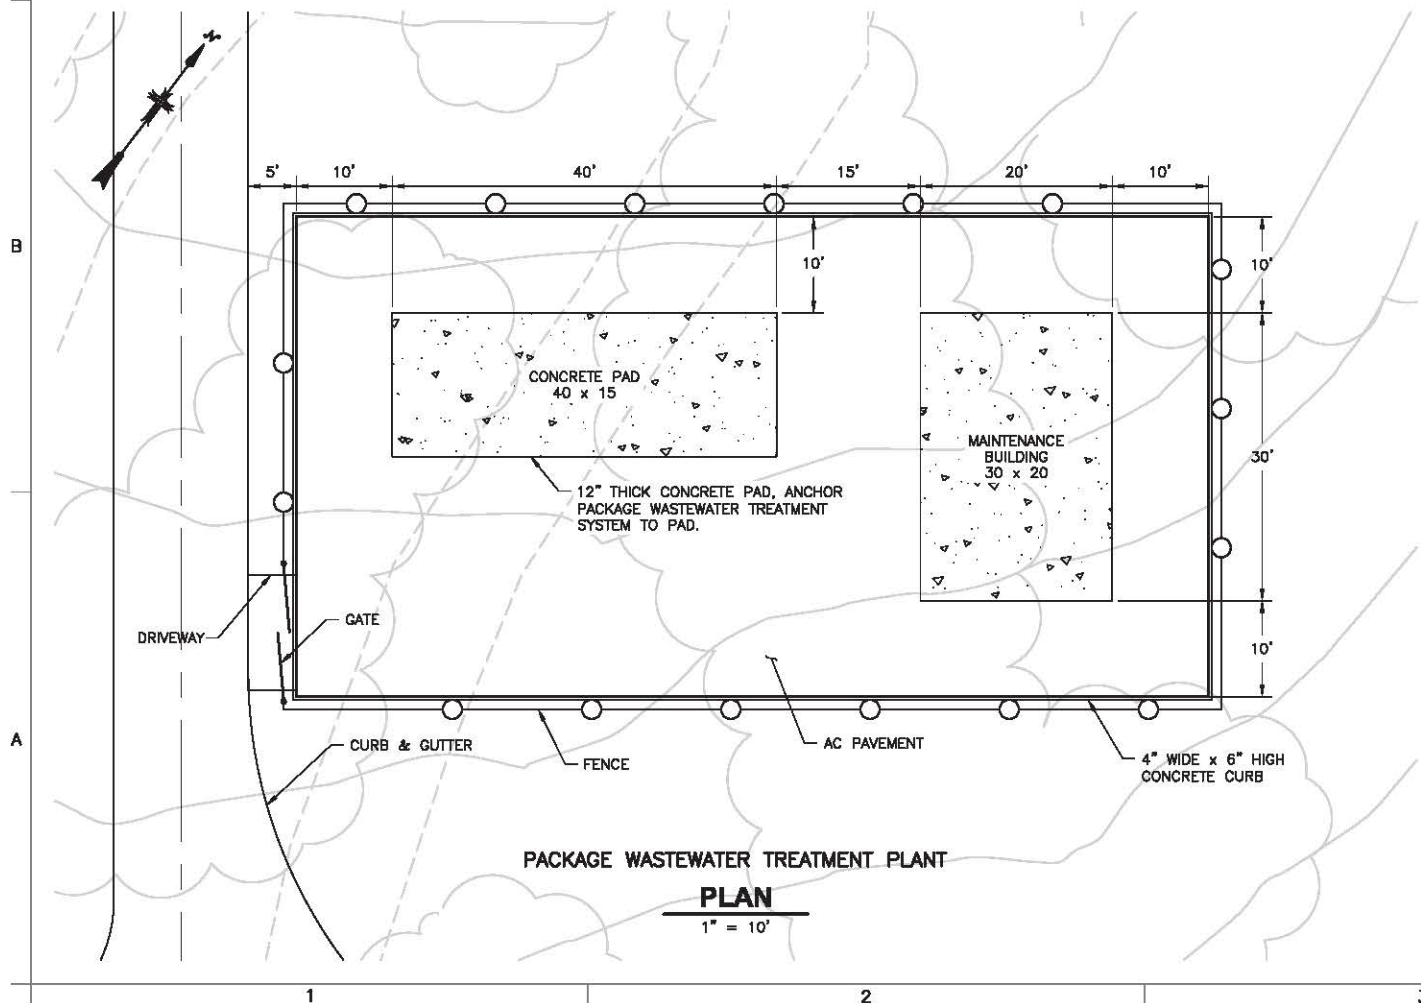 N
5'
10'
40'
15'
20'
10'
B
10'
10'
CONCRETE PAD
40 x 15
MAINTENANCE
BUILDING
30 x 20
30'
12" THICK CONCRETE PAD, ANCHOR
PACKAGE WASTEWATER TREATMENT
SYSTEM TO PAD.
GATE
DRIVEWAY
10'
A
CURB & GUTTER
AC PAVEMENT
FENCE
4" WIDE x 6" HIGH
CONCRETE CURB
PACKAGE WASTEWATER TREATMENT PLANT
PLAN
1" = 10'
1
2